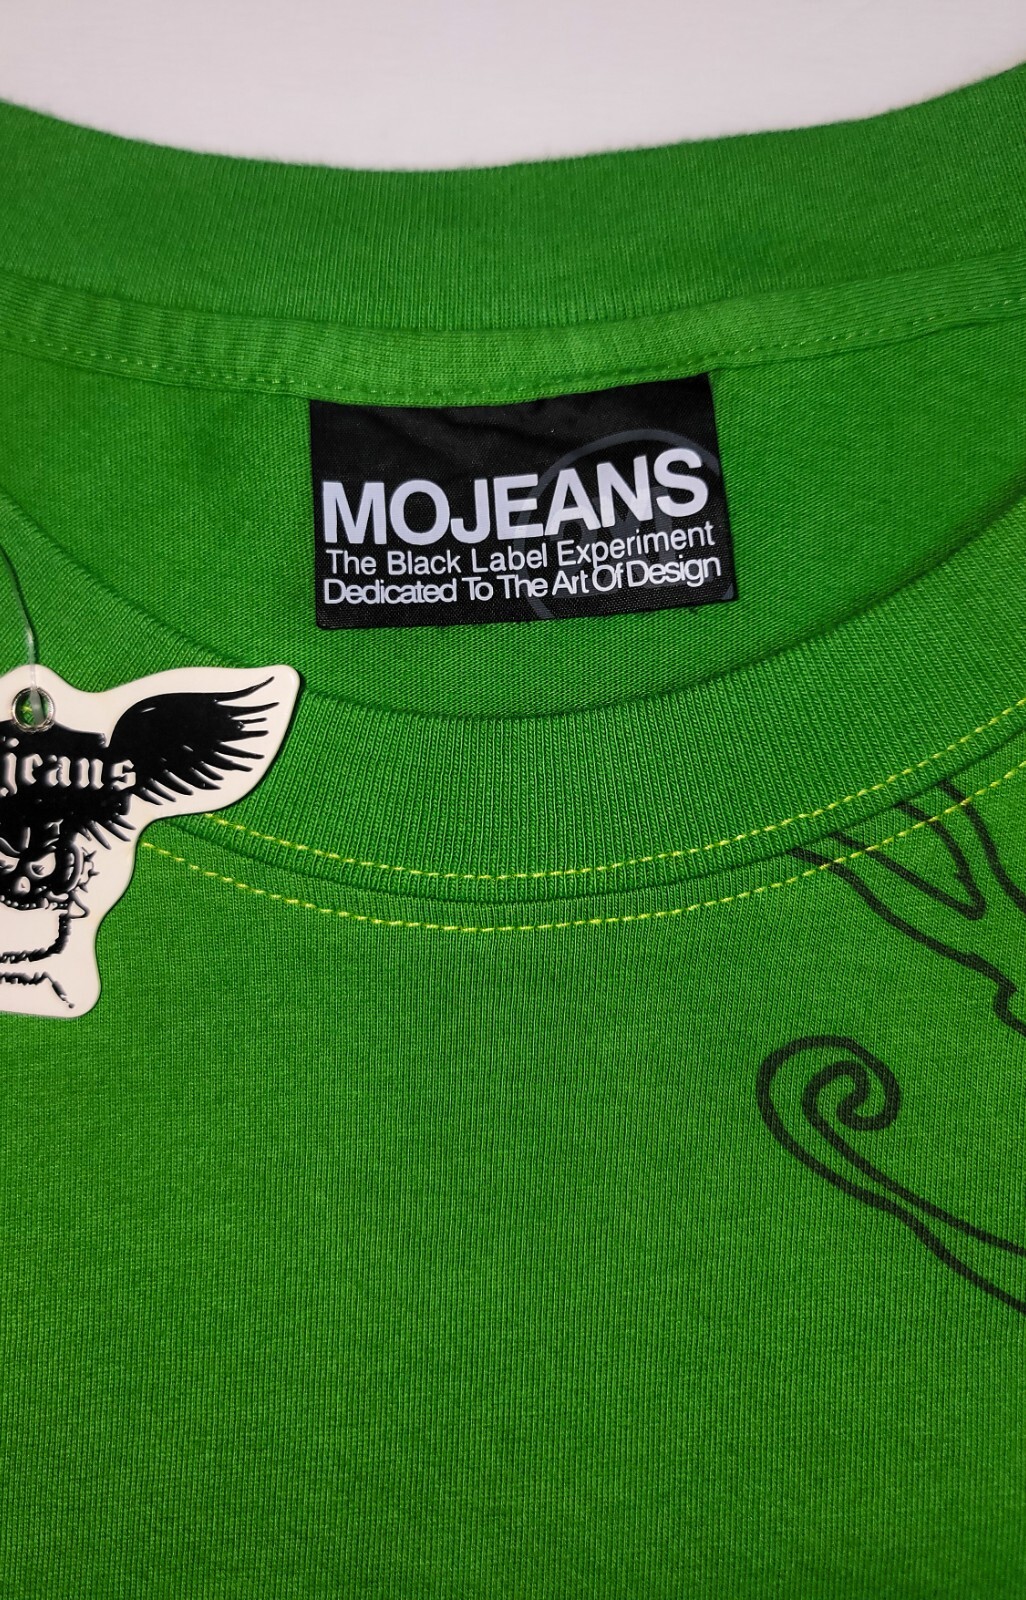 MOJEANS
The Black Label Experiment
Dedicated To The Art Of Design
jeans